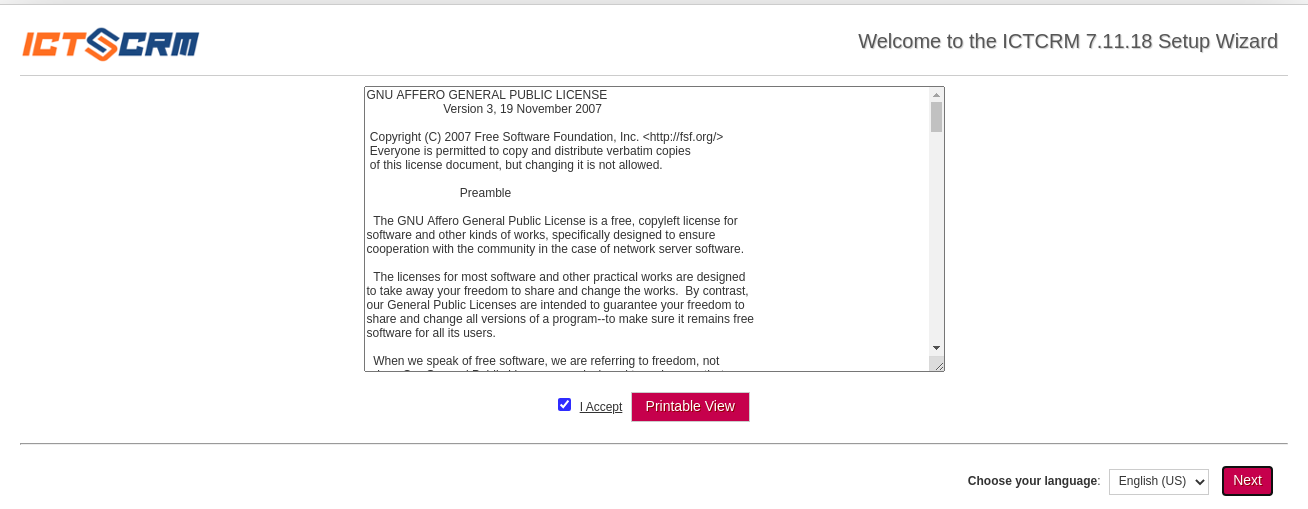 ICTSCRM
Welcome to the ICTCRM 7.11.18 Setup Wizard
GNU AFFERO GENERAL PUBLIC LICENSE
Version 3, 19 November 2007
Copyright (C) 2007 Free Software Foundation, Inc. <http://fsf.org/>
Everyone is permitted to copy and distribute verbatim copies
of this license document, but changing it is not allowed.
Preamble
The GNU Affero General Public License is a free, copyleft license for
software and other kinds of works, specifically designed to ensure
cooperation with the community in the case of network server software.
The licenses for most software and other practical works are designed
to take away your freedom to share and change the works.  By contrast,
our General Public Licenses are intended to guarantee your freedom to
share and change all versions of a program--to make sure it remains free
software for all its users.
When we speak of free software, we are referring to freedom, not
I Accept
Printable View
Choose your language:
English (US)
Next